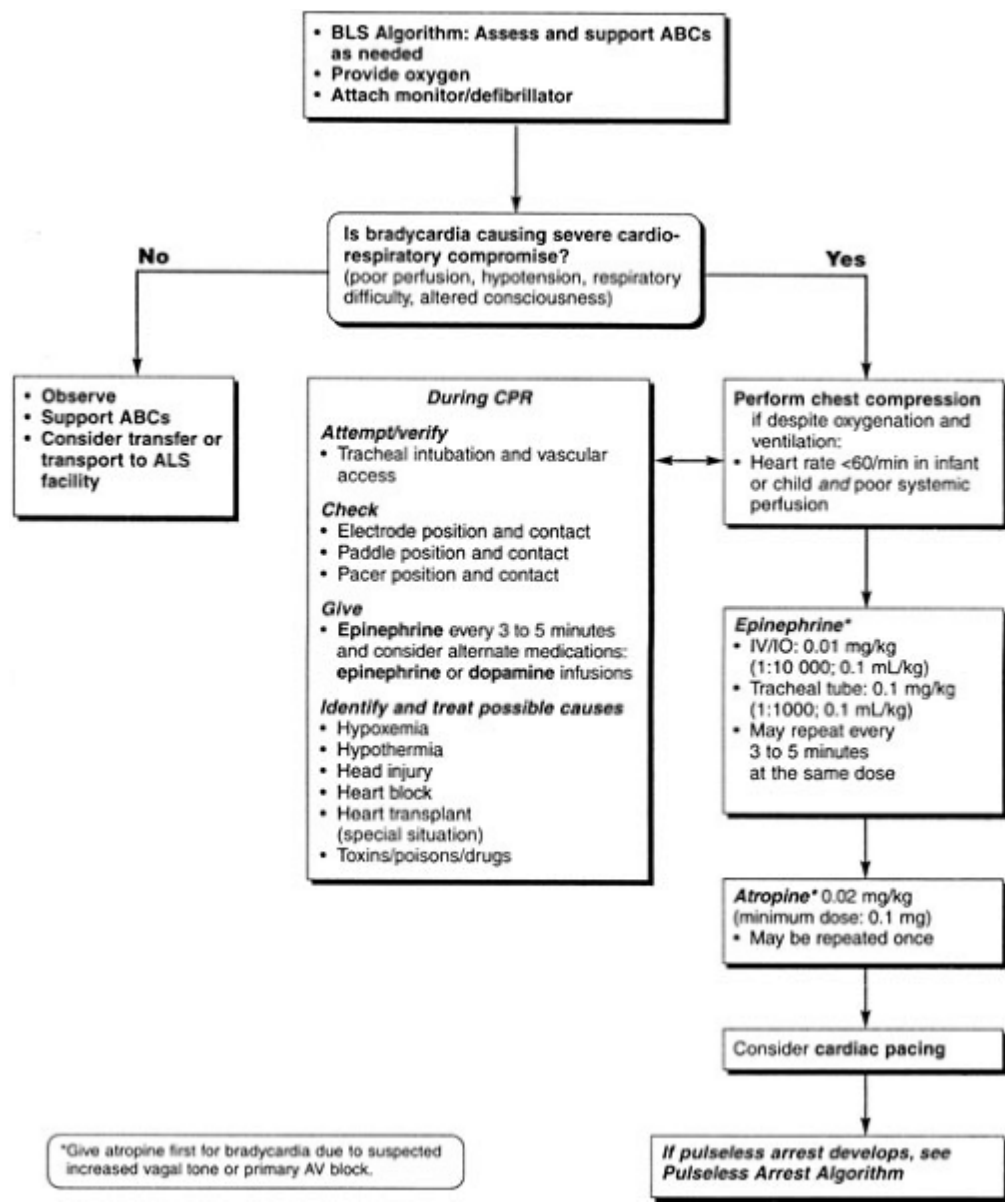 • BLS Algorithm: Assess and support ABCs
as needed
• Provide oxygen
• Attach monitor/defibrillator
Is bradycardia causing severe cardio-
respiratory compromise?
(poor perfusion, hypotension, respiratory
difficulty, altered consciousness)
No
Yes
• Observe
• Support ABCs
• Consider transfer or
transport to ALS
facility
During CPR
Attempt/verify
• Tracheal intubation and vascular
access
Check
• Electrode position and contact
• Paddle position and contact
• Pacer position and contact
Give
• Epinephrine every 3 to 5 minutes
and consider alternate medications:
epinephrine or dopamine infusions
Identify and treat possible causes
• Hypoxemia
• Hypothermia
• Head injury
• Heart block
• Heart transplant
(special situation)
• Toxins/poisons/drugs
Perform chest compression
if despite oxygenation and
ventilation:
• Heart rate <60/min in infant
or child and poor systemic
perfusion
Epinephrine*
• IV/IO: 0.01 mg/kg
(1:10 000; 0.1 mL/kg)
• Tracheal tube: 0.1 mg/kg
(1:1000; 0.1 mL/kg)
• May repeat every
3 to 5 minutes
at the same dose
Atropine* 0.02 mg/kg
(minimum dose: 0.1 mg)
• May be repeated once
Consider cardiac pacing
If pulseless arrest develops, see
Pulseless Arrest Algorithm
*Give atropine first for bradycardia due to suspected
increased vagal tone or primary AV block.